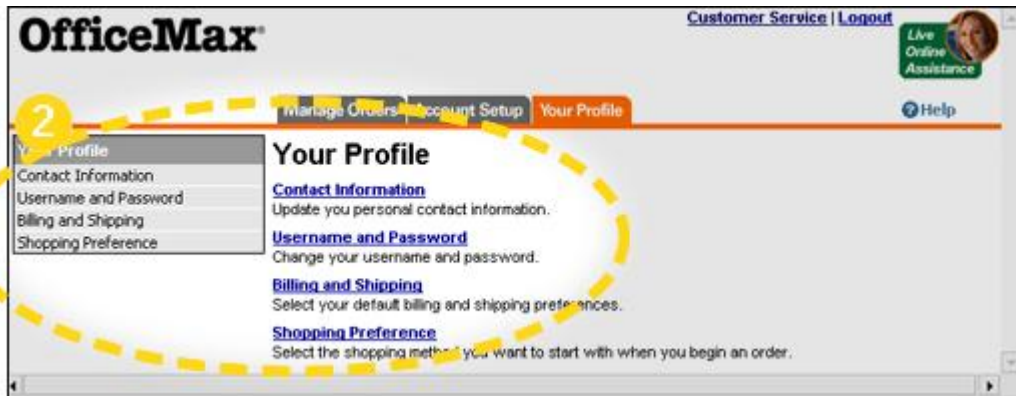 OfficeMax
Customer Service | Logout
Live
Online
Assistance
Manage Orders Account Setup Your Profile
Help
2
Your Profile
Contact Information
Username and Password
Billing and Shipping
Shopping Preference
Your Profile
Contact Information
Update you personal contact information.
Username and Password
Change your username and password.
Billing and Shipping
Select your default billing and shipping preferences.
Shopping Preference
Select the shopping method you want to start with when you begin an order.